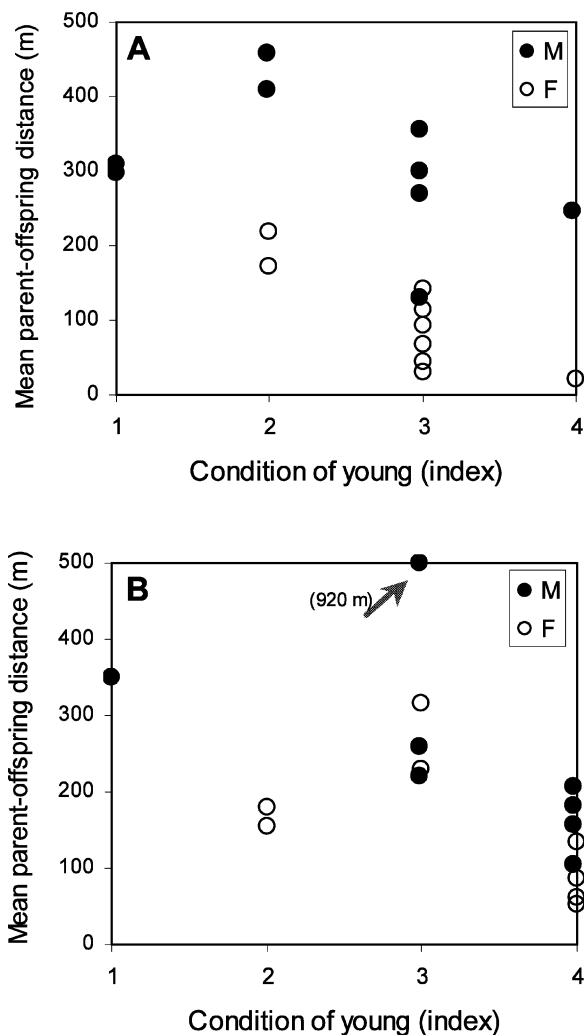 A
M
F
Mean parent-offspring distance (m)
500
400
300
200
100
0
1 2 3 4
Condition of young (index)
B
(920 m)
M
F
Mean parent-offspring distance (m)
500
400
300
200
100
0
1 2 3 4
Condition of young (index)